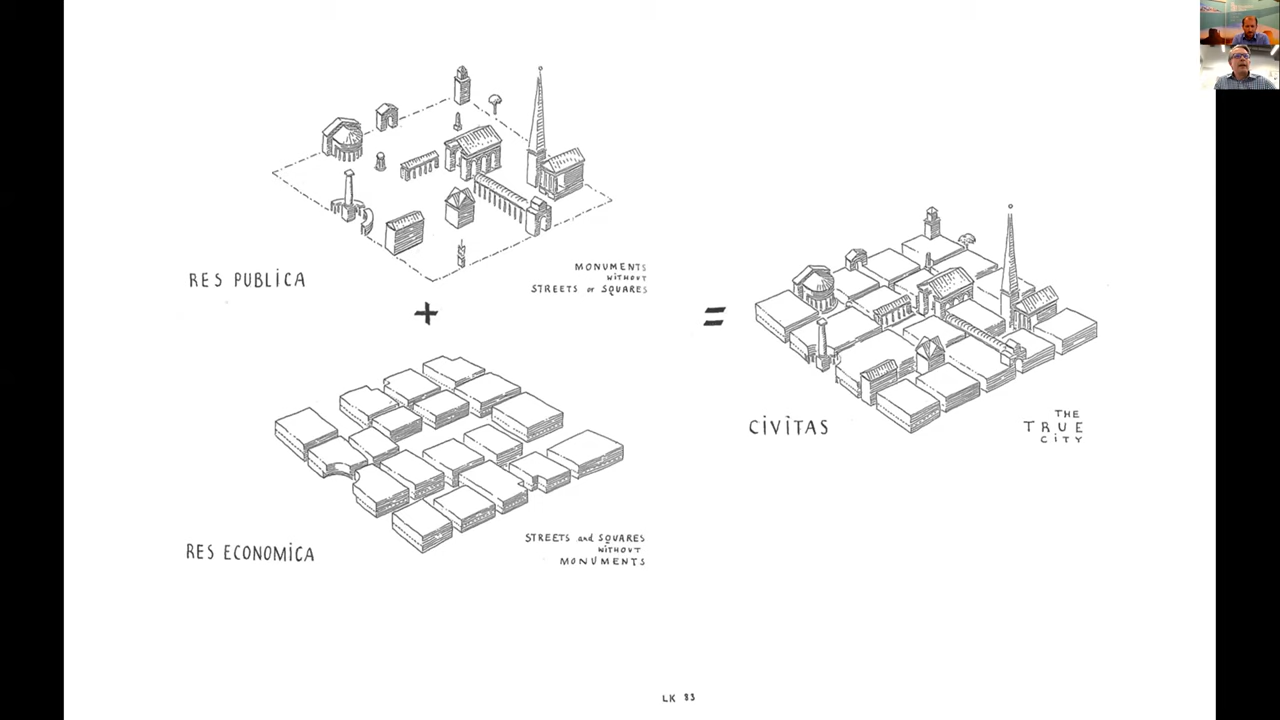 RES PUBLICA
MONUMENTS
WITHOUT
STREETS or SQUARES
+
=
RES ECONOMICA
STREETS and SQUARES
WITHOUT
MONUMENTS
CIVITAS
THE
TRUE
CITY
LK 83